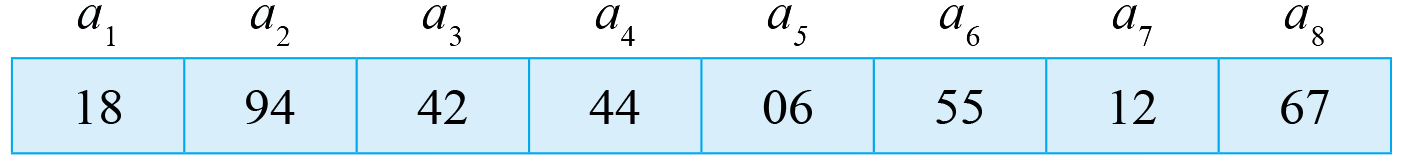 a₁ a₂ a₃ a₄ a₅ a₆ a₇ a₈
18 94 42 44 06 55 12 67